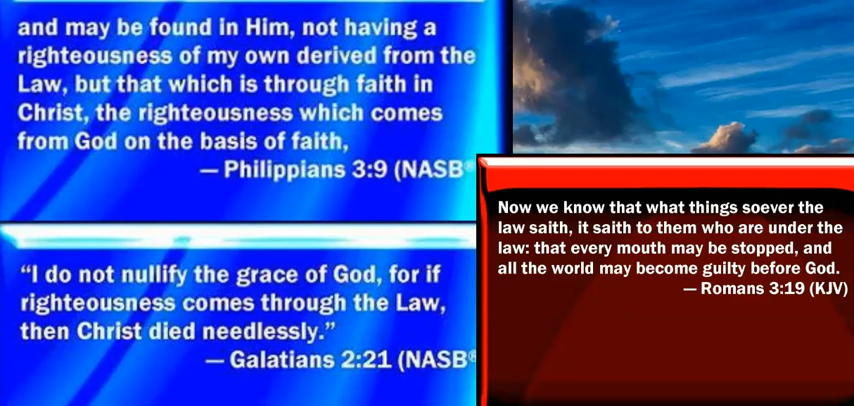 and may be found in Him, not having a
righteousness of my own derived from the
Law, but that which is through faith in
Christ, the righteousness which comes
from God on the basis of faith,
— Philippians 3:9 (NASB®
“I do not nullify the grace of God, for if
righteousness comes through the Law,
then Christ died needlessly.”
— Galatians 2:21 (NASB®
Now we know that what things soever the
law saith, it saith to them who are under the
law: that every mouth may be stopped, and
all the world may become guilty before God.
— Romans 3:19 (KJV)